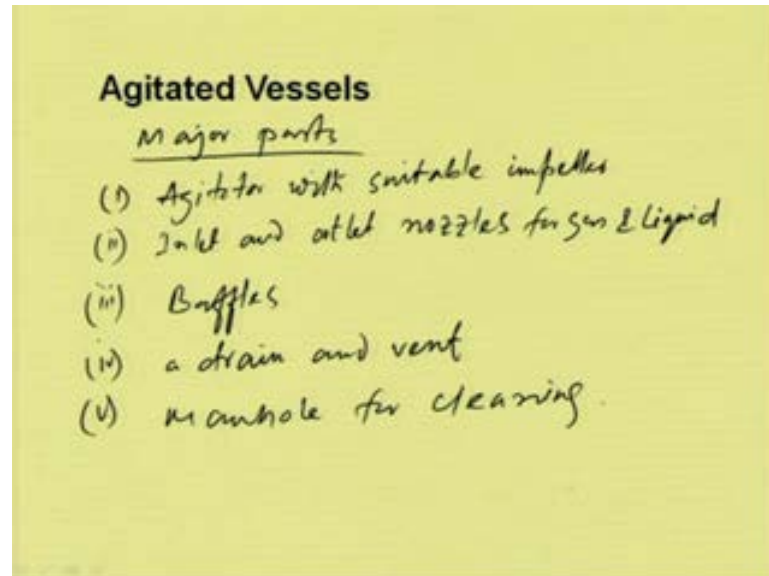 Agitated Vessels
Major parts
(i) Agitator with suitable impeller
(ii) Inlet and outlet nozzles for gas & Liquid
(iii) Baffles
(iv) a drain and vent
(v) Manhole for cleaning.